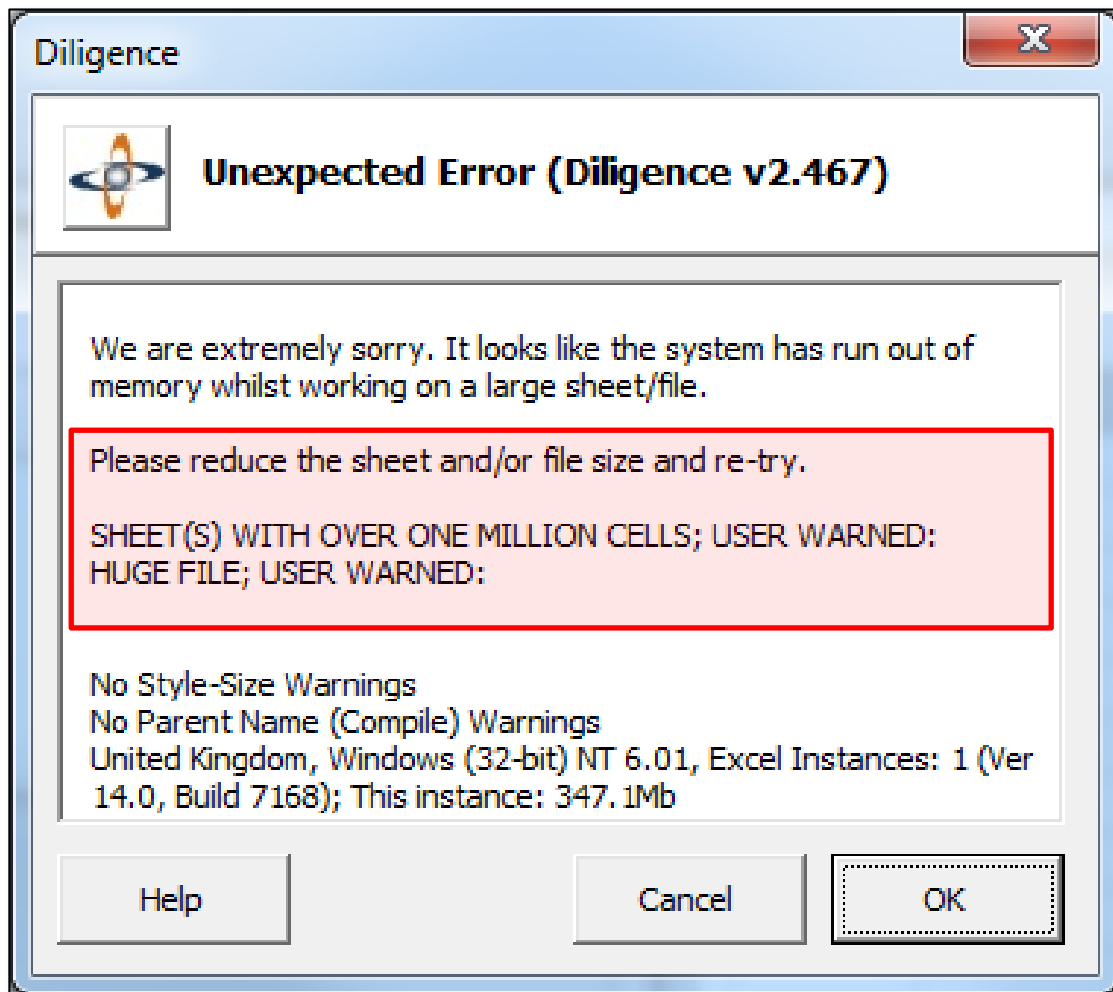 Diligence
Unexpected Error (Diligence v2.467)
We are extremely sorry. It looks like the system has run out of
memory whilst working on a large sheet/file.
Please reduce the sheet and/or file size and re-try.
SHEET(S) WITH OVER ONE MILLION CELLS; USER WARNED:
HUGE FILE; USER WARNED:
No Style-Size Warnings
No Parent Name (Compile) Warnings
United Kingdom, Windows (32-bit) NT 6.01, Excel Instances: 1 (Ver
14.0, Build 7168); This instance: 347.1Mb
Help
Cancel
OK